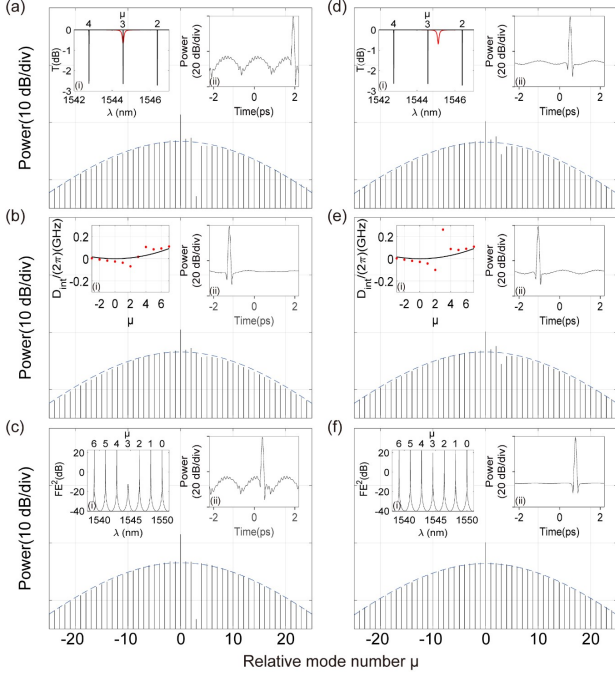 (a)
μ
4 3 2
T(dB)
0
-1
-2
-3
(i)
1542 1544 1546
λ (nm)
Power
(20 dB/div)
(ii)
-2 0 2
Time(ps)
Power(10 dB/div)
(d)
μ
4 3 2
T(dB)
0
-1
-2
-3
(i)
1542 1544 1546
λ (nm)
Power
(20 dB/div)
(ii)
-2 0 2
Time(ps)
(b)
D_int/(2π)(GHz)
0.2
0
-0.2
(i)
0 2 4 6
μ
Power
(20 dB/div)
(ii)
-2 0 2
Time(ps)
Power(10 dB/div)
(e)
D_int/(2π)(GHz)
0.2
0
-0.2
(i)
0 2 4 6
μ
Power
(20 dB/div)
(ii)
-2 0 2
Time(ps)
(c)
μ
6 5 4 3 2 1 0
FE²(dB)
20
0
-20
-40
(i)
1540 1545 1550
λ (nm)
Power
(20 dB/div)
(ii)
-2 0 2
Time(ps)
Power(10 dB/div)
(f)
μ
6 5 4 3 2 1 0
FE²(dB)
20
0
-20
-40
(i)
1540 1545 1550
λ (nm)
Power
(20 dB/div)
(ii)
-2 0 2
Time(ps)
-20 -10 0 10 20
-20 -10 0 10 20
Relative mode number μ